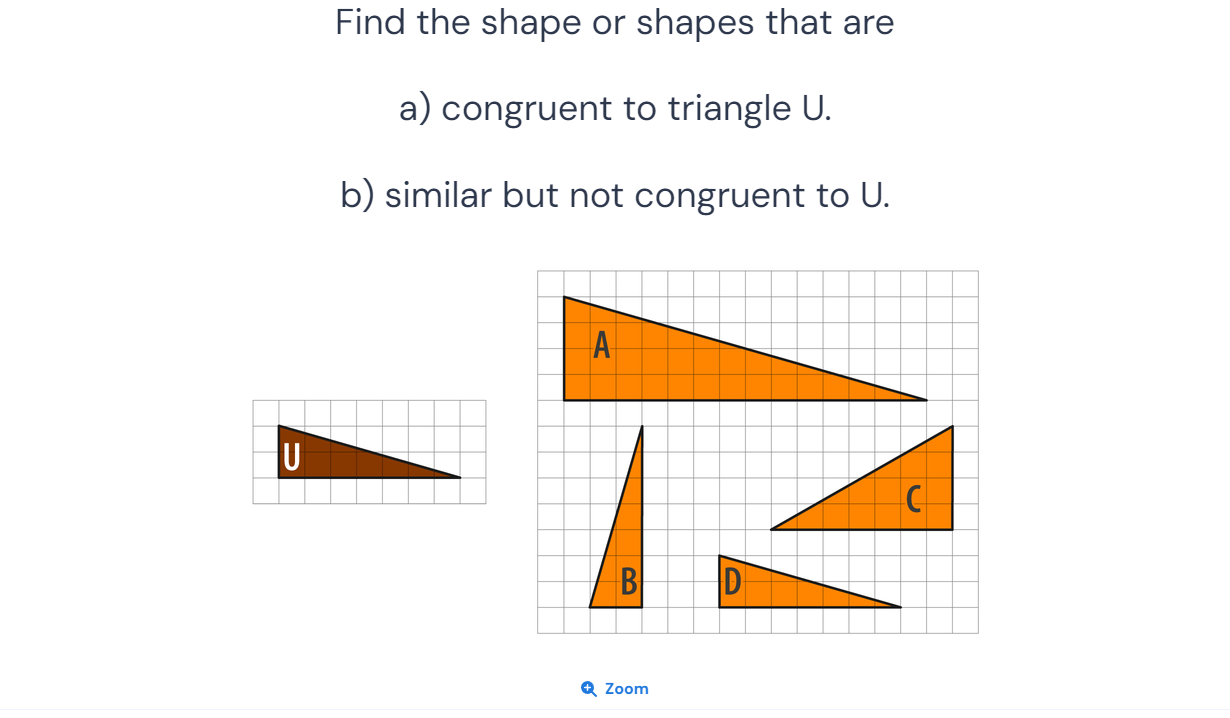 Find the shape or shapes that are
a) congruent to triangle U.
b) similar but not congruent to U.
A
U
C
B
D
Zoom